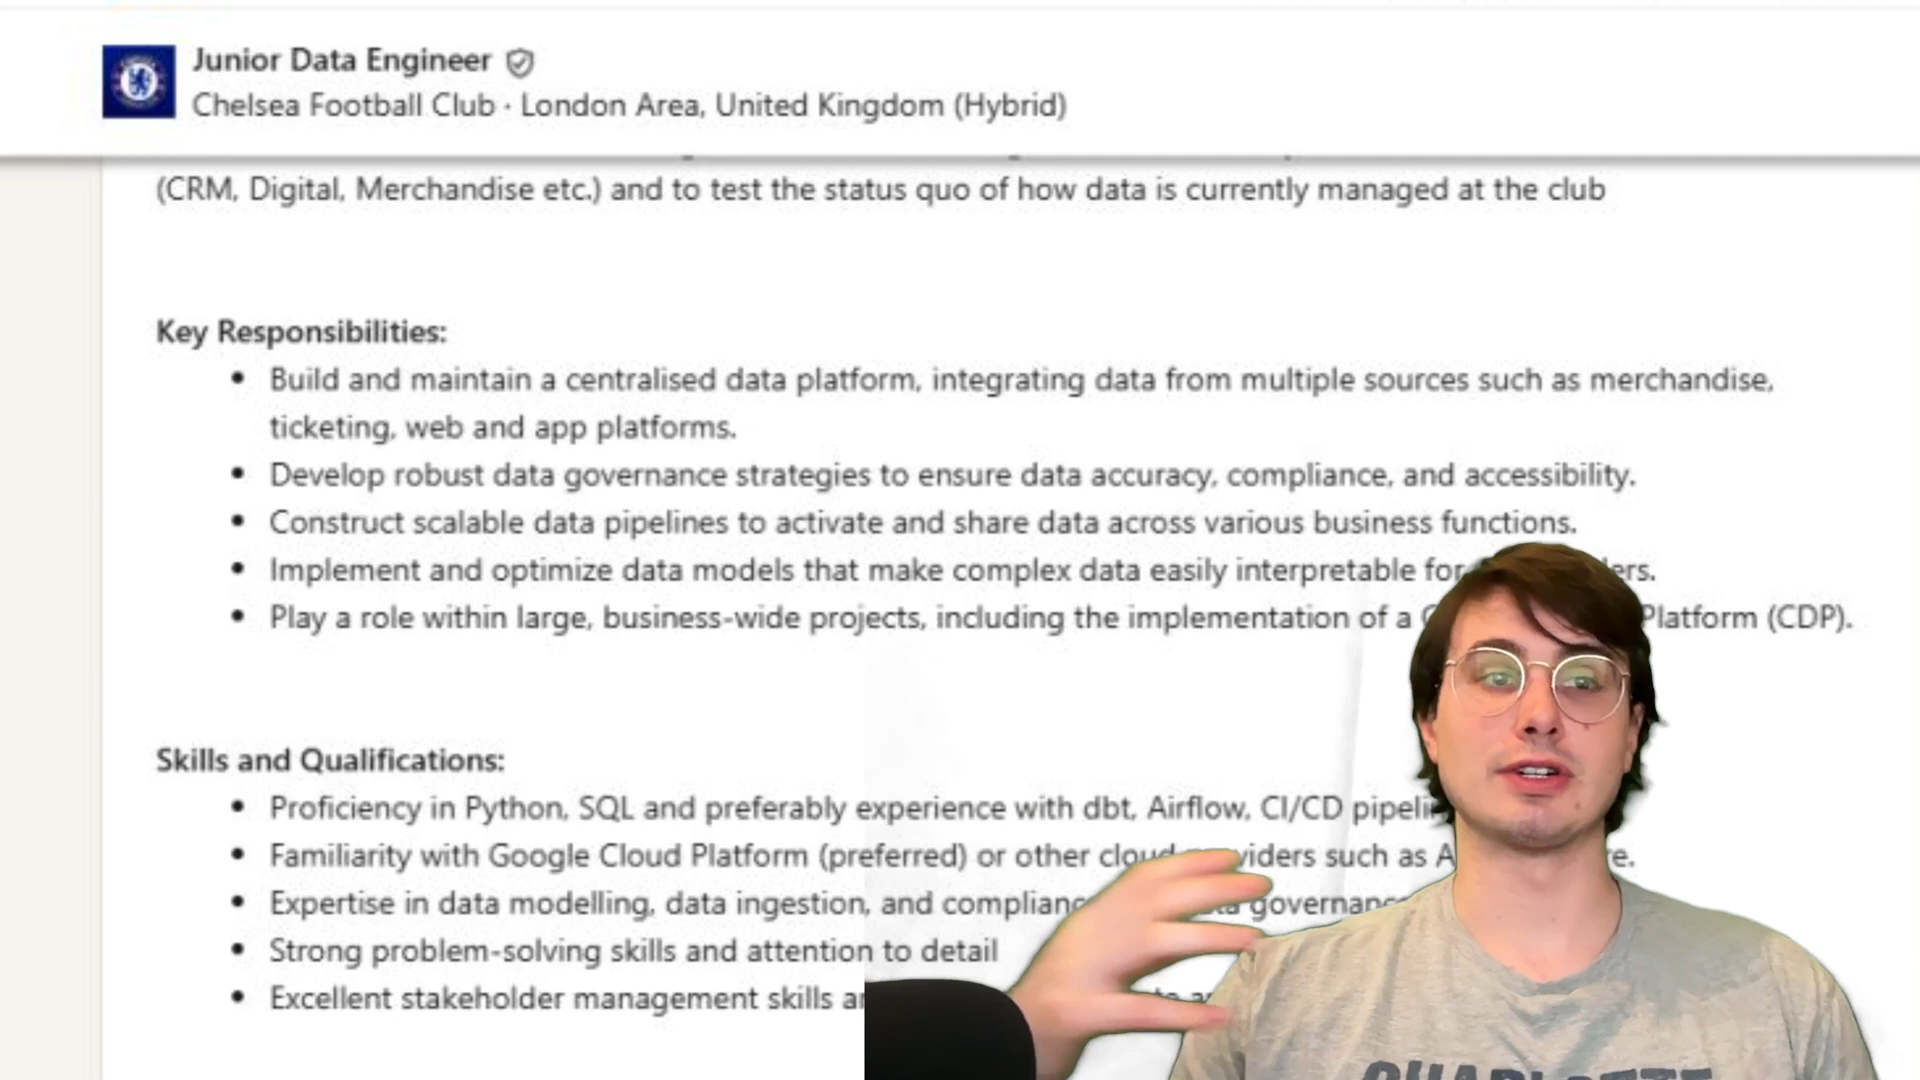 Junior Data Engineer
Chelsea Football Club · London Area, United Kingdom (Hybrid)
(CRM, Digital, Merchandise etc.) and to test the status quo of how data is currently managed at the club
Key Responsibilities:
• Build and maintain a centralised data platform, integrating data from multiple sources such as merchandise,
ticketing, web and app platforms.
• Develop robust data governance strategies to ensure data accuracy, compliance, and accessibility.
• Construct scalable data pipelines to activate and share data across various business functions.
• Implement and optimize data models that make complex data easily interpretable for
• Play a role within large, business-wide projects, including the implementation of a Platform (CDP).
Skills and Qualifications:
• Proficiency in Python, SQL and preferably experience with dbt, Airflow, CI/CD
• Familiarity with Google Cloud Platform (preferred) or other such as
• Expertise in data modelling, data ingestion, and
• Strong problem-solving skills and attention to detail
• Excellent stakeholder management skills